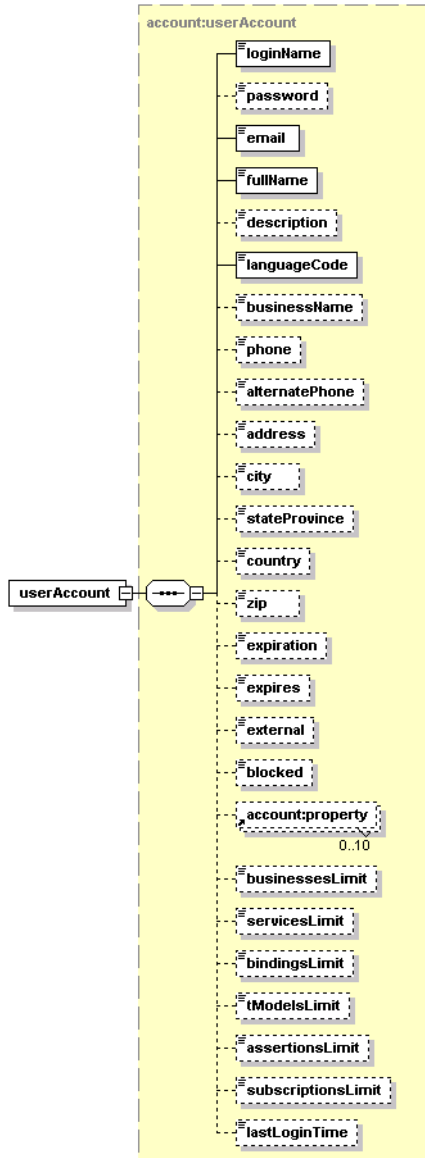 account:userAccount
loginName
password
email
fullName
description
languageCode
businessName
phone
alternatePhone
address
city
stateProvince
country
userAccount
zip
expiration
expires
external
blocked
account:property
0..10
businessesLimit
servicesLimit
bindingsLimit
tModelsLimit
assertionsLimit
subscriptionsLimit
lastLoginTime